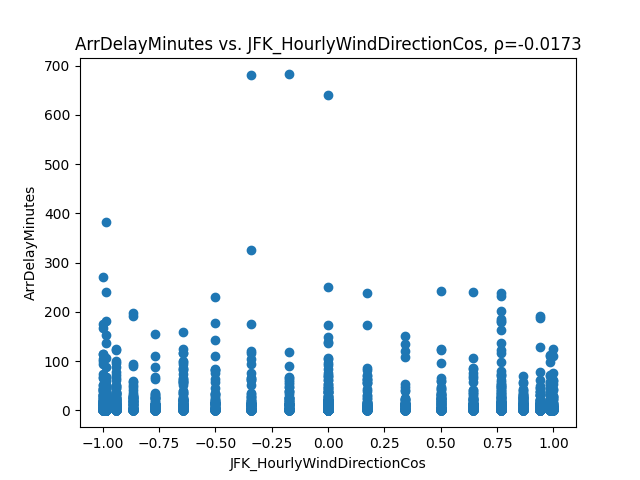 ArrDelayMinutes vs. JFK_HourlyWindDirectionCos, ρ=-0.0173
700
600
500
400
300
200
100
0
ArrDelayMinutes
−1.00 −0.75 −0.50 −0.25 0.00 0.25 0.50 0.75 1.00
JFK_HourlyWindDirectionCos